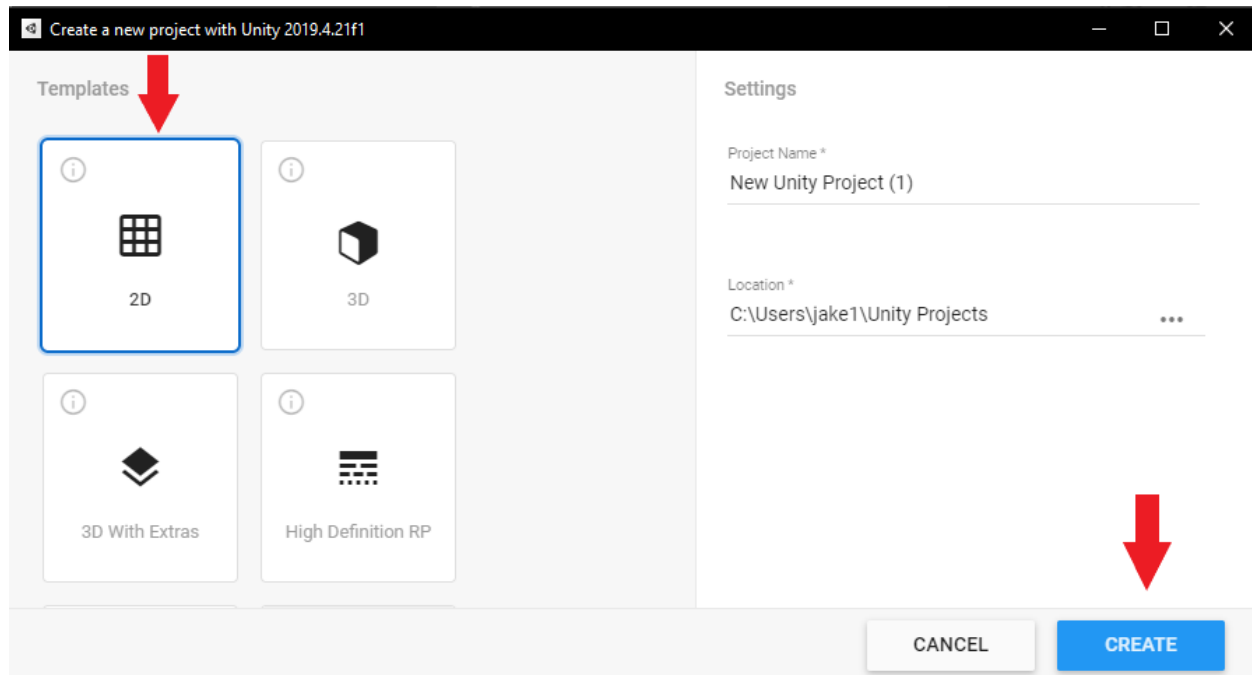 Create a new project with Unity 2019.4.21f1
Templates
2D
3D
3D With Extras
High Definition RP
Settings
Project Name *
New Unity Project (1)
Location *
C:\Users\jake1\Unity Projects
CANCEL
CREATE